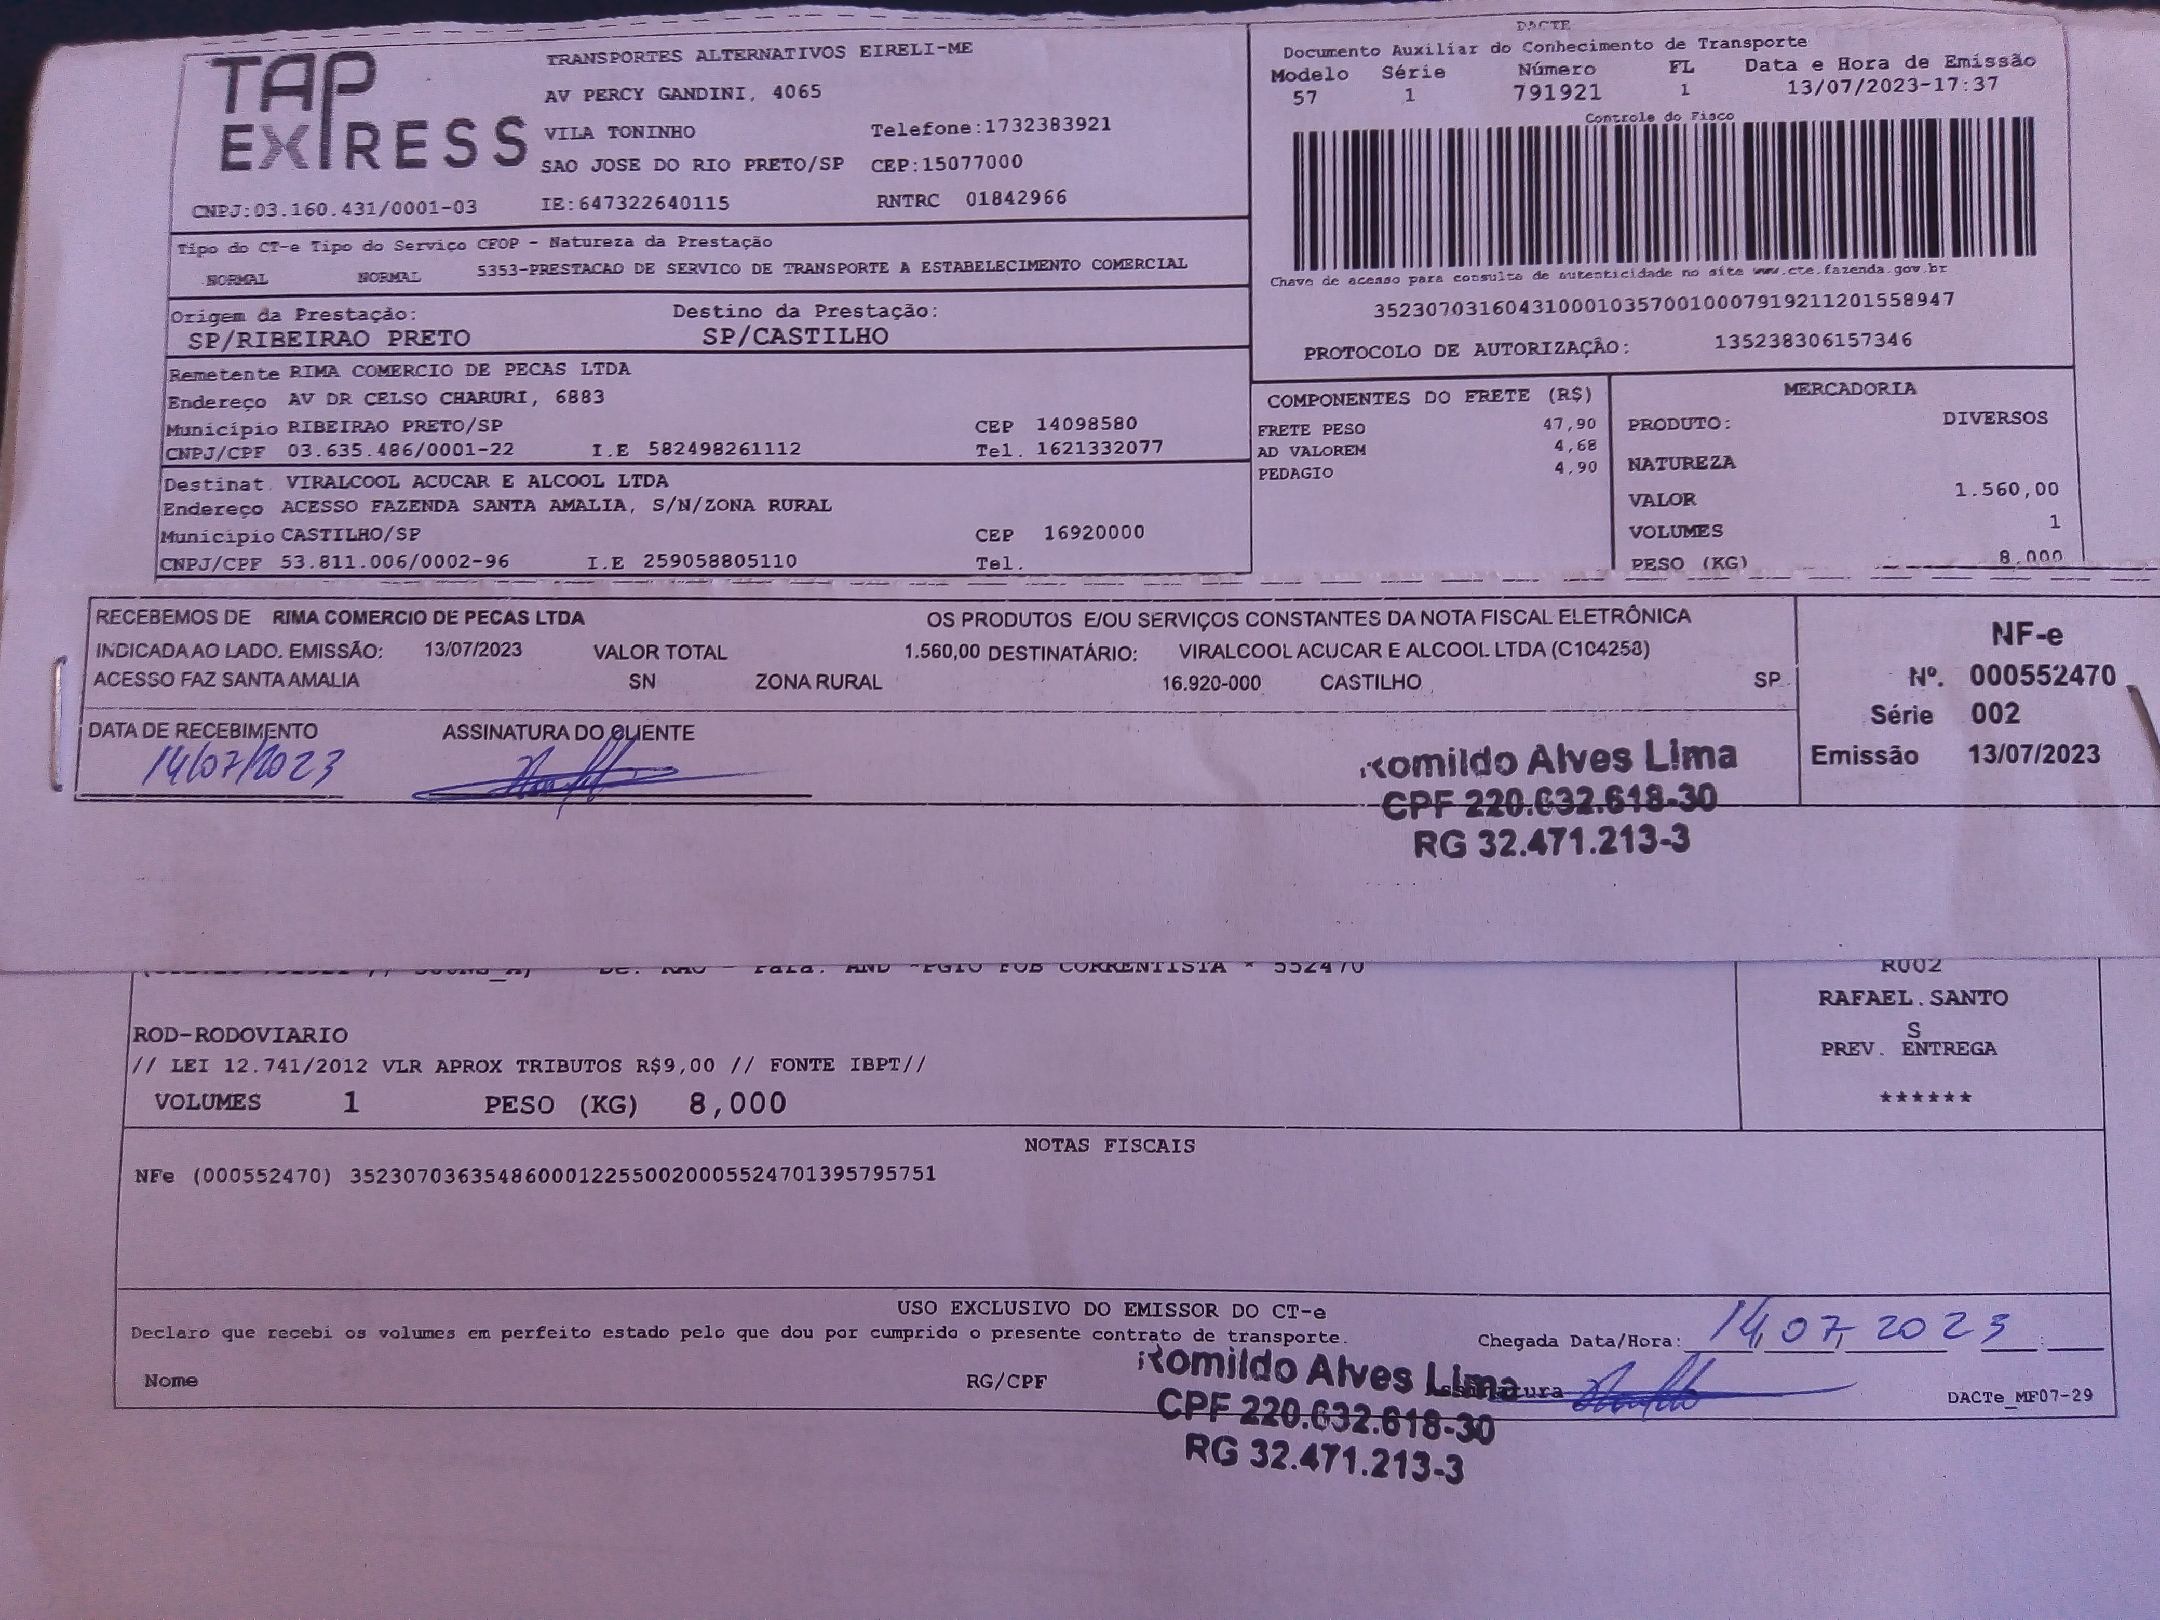 TAP EXPRESS
TRANSPORTES ALTERNATIVOS EIRELI-ME
AV PERCY GANDINI, 4065
VILA TONINHO Telefone:1732383921
SAO JOSE DO RIO PRETO/SP CEP:15077000
CNPJ:03.160.431/0001-03 IE:647322640115 RNTRC 01842966
Tipo do CT-e Tipo do Serviço CFOP - Natureza da Prestação
NORMAL NORMAL 5353-PRESTACAO DE SERVICO DE TRANSPORTE A ESTABELECIMENTO COMERCIAL
Origem da Prestação: Destino da Prestação:
SP/RIBEIRAO PRETO SP/CASTILHO
Remetente RIMA COMERCIO DE PECAS LTDA
Endereço AV DR CELSO CHARURI, 6883
Município RIBEIRAO PRETO/SP CEP 14098580
CNPJ/CPF 03.635.486/0001-22 I.E 582498261112 Tel. 1621332077
Destinat. VIRALCOOL ACUCAR E ALCOOL LTDA
Endereço ACESSO FAZENDA SANTA AMALIA, S/N/ZONA RURAL
Município CASTILHO/SP CEP 16920000
CNPJ/CPF 53.811.006/0002-96 I.E 259058805110 Tel.
DACTE
Documento Auxiliar do Conhecimento de Transporte
Modelo Série Número FL Data e Hora de Emissão
57 1 791921 1 13/07/2023-17:37
Controle do Fisco
Chave de acesso para consulta de autenticidade no site www.cte.fazenda.gov.br
35230703160431000103570010007919211201558947
PROTOCOLO DE AUTORIZAÇÃO: 135238306157346
COMPONENTES DO FRETE (R$)
FRETE PESO 47,90
AD VALOREM 4,68
PEDAGIO 4,90
MERCADORIA
PRODUTO: DIVERSOS
NATUREZA
VALOR 1.560,00
VOLUMES 1
PESO (KG) 8,000
RECEBEMOS DE RIMA COMERCIO DE PECAS LTDA OS PRODUTOS E/OU SERVIÇOS CONSTANTES DA NOTA FISCAL ELETRÔNICA
INDICADA AO LADO. EMISSÃO: 13/07/2023 VALOR TOTAL 1.560,00 DESTINATÁRIO: VIRALCOOL ACUCAR E ALCOOL LTDA (C104258)
ACESSO FAZ SANTA AMALIA SN ZONA RURAL 16.920-000 CASTILHO SP
DATA DE RECEBIMENTO ASSINATURA DO CLIENTE
14/07/2023
NF-e
Nº. 000552470
Série 002
Emissão 13/07/2023
Romildo Alves Lima
CPF 220.632.618-30
RG 32.471.213-3
De: RAO - Para: AND *PGTO FOB CORRENTISTA * 552470
R002
RAFAEL.SANTO
S
PREV. ENTREGA
******
ROD-RODOVIARIO
// LEI 12.741/2012 VLR APROX TRIBUTOS R$9,00 // FONTE IBPT//
VOLUMES 1 PESO (KG) 8,000
NOTAS FISCAIS
NFe (000552470) 35230703635486000122550020005524701395795751
USO EXCLUSIVO DO EMISSOR DO CT-e
Declaro que recebi os volumes em perfeito estado pelo que dou por cumprido o presente contrato de transporte.
Chegada Data/Hora: 14,07,2023
Nome RG/CPF Assinatura DACTe_MF07-29
Romildo Alves Lima
CPF 220.632.618-30
RG 32.471.213-3